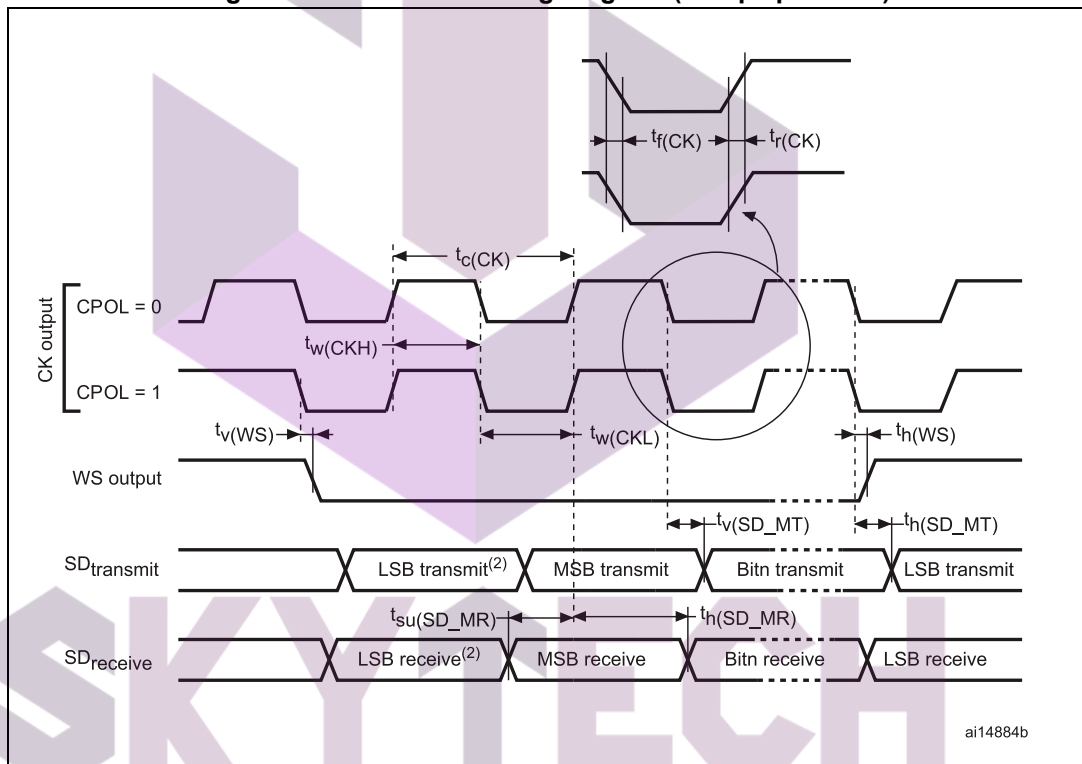 tf(CK)
tr(CK)
tc(CK)
CK output
CPOL = 0
tw(CKH)
CPOL = 1
tv(WS)
tw(CKL)
th(WS)
WS output
tv(SD_MT)
th(SD_MT)
SDtransmit
LSB transmit(2)
MSB transmit
Bitn transmit
LSB transmit
tsu(SD_MR)
th(SD_MR)
SDreceive
LSB receive(2)
MSB receive
Bitn receive
LSB receive
SKYTECH
ai14884b